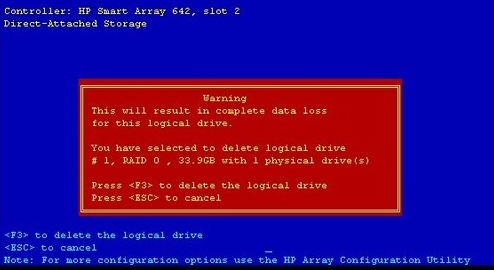 Controller: HP Smart Array 642, slot 2
Direct-Attached Storage
Warning
This will result in complete data loss
for this logical drive.
You have selected to delete logical drive
# 1, RAID 0 , 33.9GB with 1 physical drive(s)
Press <F3> to delete the logical drive
Press <ESC> to cancel
<F3> to delete the logical drive
<ESC> to cancel
Note: For more configuration options use the HP Array Configuration Utility